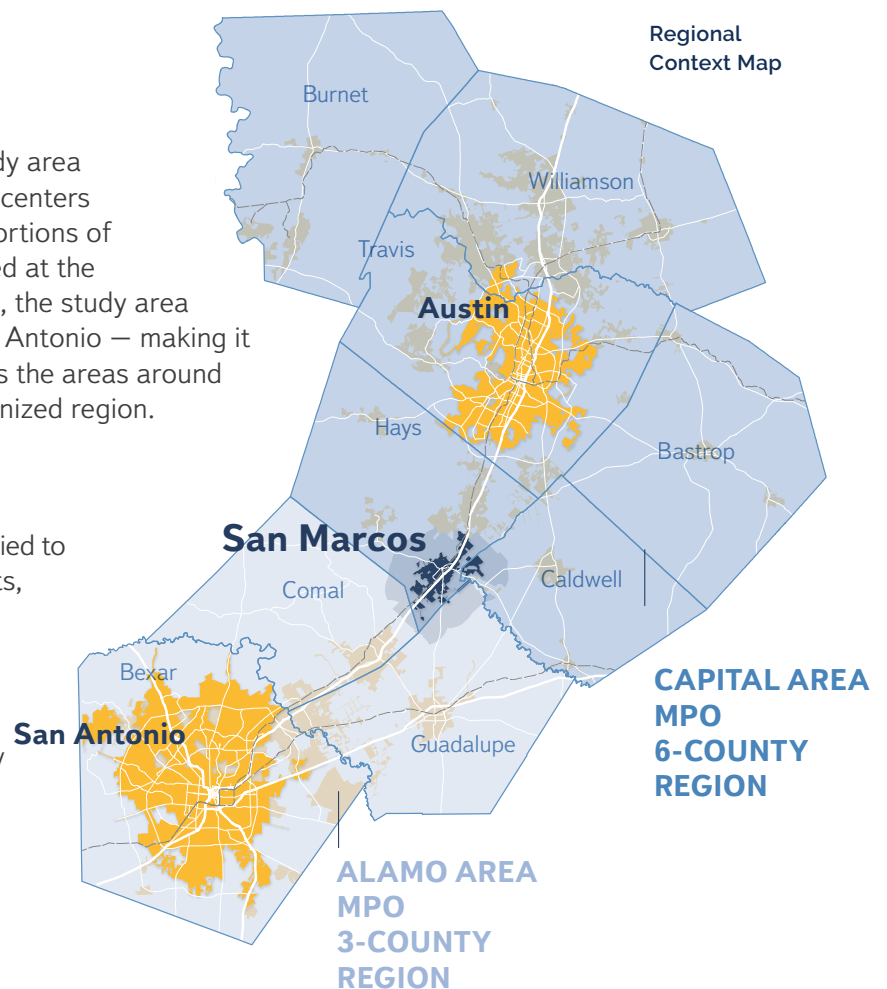 Regional
Context Map
Burnet
dy area
centers
Williamson
ortions of
Travis
ed at the
, the study area
Austin
Antonio — making it
s the areas around
nized region.
Hays
Bastrop
San Marcos
ied to
ts,
Comal
Caldwell
Bexar
San Antonio
Guadalupe
CAPITAL AREA
MPO
6-COUNTY
REGION
ALAMO AREA
MPO
3-COUNTY
REGION